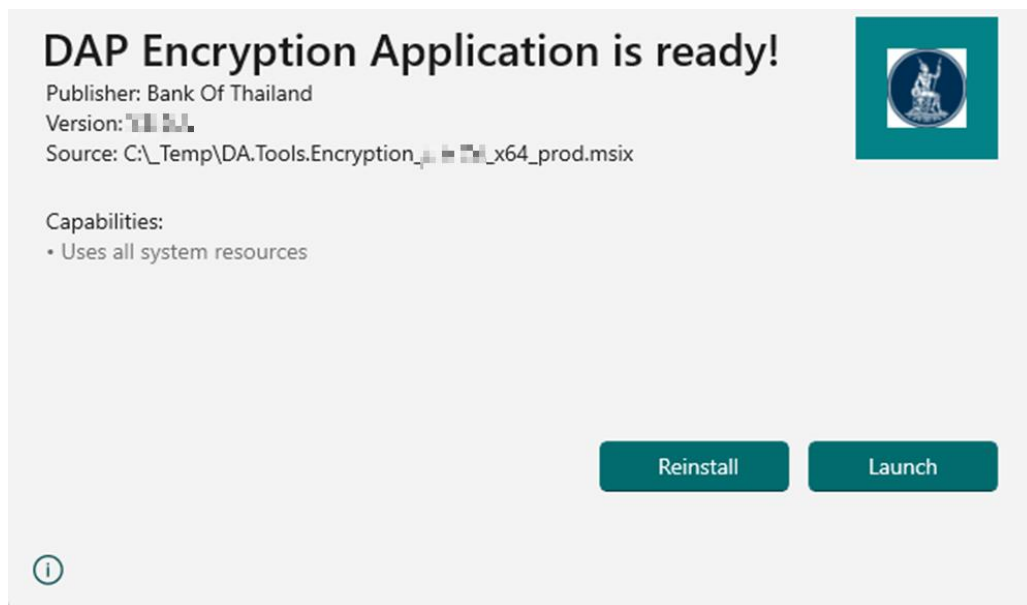 DAP Encryption Application is ready!
Publisher: Bank Of Thailand
Version:
Source: C:\_Temp\DA.Tools.Encryption_ _x64_prod.msix
Capabilities:
• Uses all system resources
Reinstall
Launch